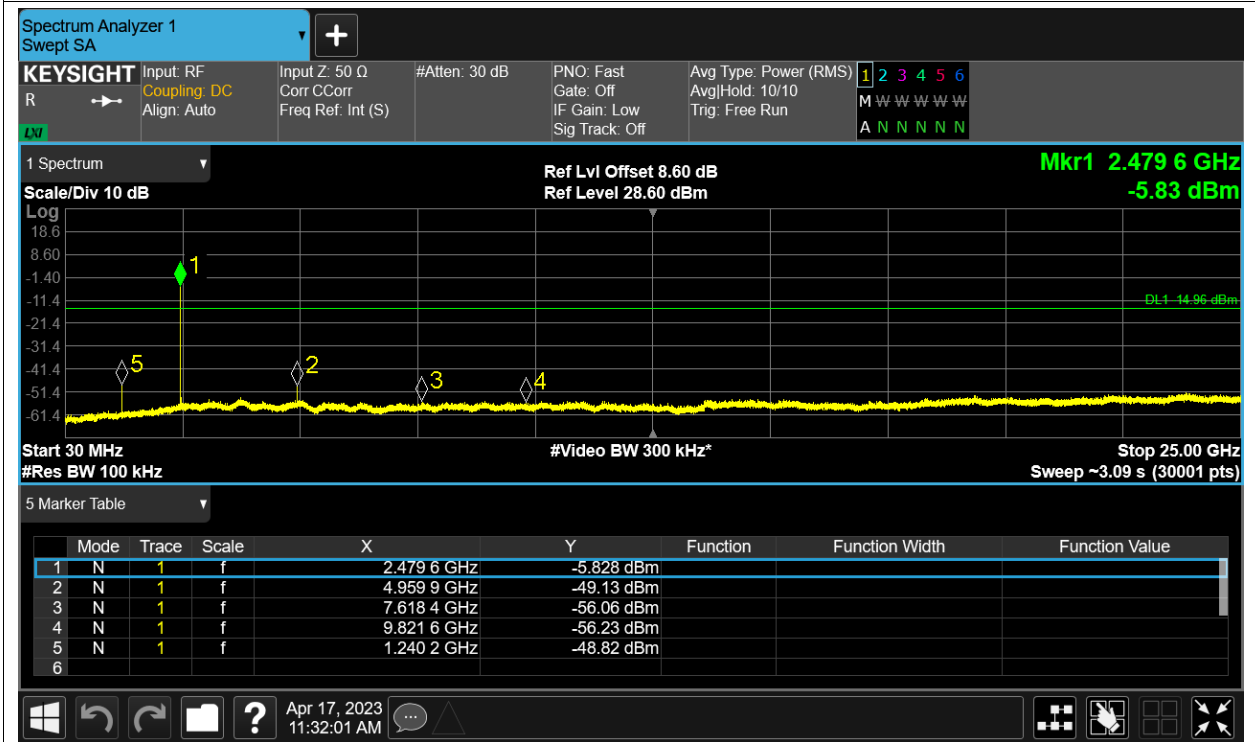 Spectrum Analyzer 1
Swept SA
+
KEYSIGHT Input: RF Input Z: 50 Ω #Atten: 30 dB PNO: Fast Avg Type: Power (RMS) 1 2 3 4 5 6
R Coupling: DC Corr CCorr Gate: Off Avg|Hold: 10/10 M W W W W W
Align: Auto Freq Ref: Int (S) IF Gain: Low Trig: Free Run
LXI Sig Track: Off A N N N N N
1 Spectrum Ref Lvl Offset 8.60 dB Mkr1 2.479 6 GHz
Scale/Div 10 dB Ref Level 28.60 dBm -5.83 dBm
Log
18.6
8.60
1
-1.40
-11.4
DL1 -14.96 dBm
-21.4
-31.4
-41.4
5 2 3 4
-51.4
-61.4
Start 30 MHz #Video BW 300 kHz* Stop 25.00 GHz
#Res BW 100 kHz Sweep ~3.09 s (30001 pts)
5 Marker Table
Mode Trace Scale X Y Function Function Width Function Value
1 N 1 f 2.479 6 GHz -5.828 dBm
2 N 1 f 4.959 9 GHz -49.13 dBm
3 N 1 f 7.618 4 GHz -56.06 dBm
4 N 1 f 9.821 6 GHz -56.23 dBm
5 N 1 f 1.240 2 GHz -48.82 dBm
6
? Apr 17, 2023
11:32:01 AM